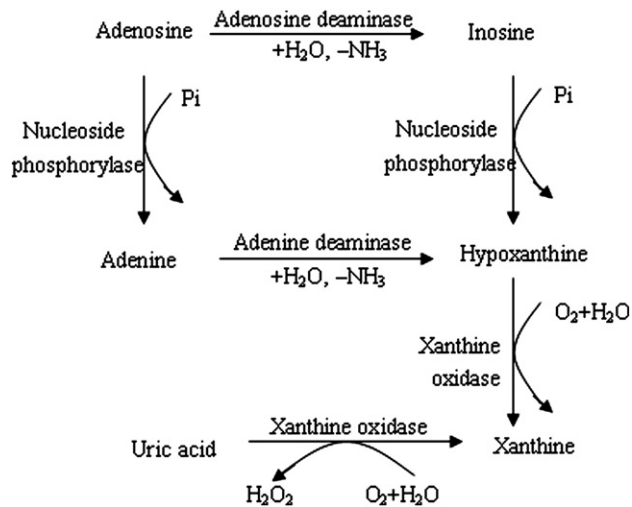 Adenosine
Adenosine deaminase
+H₂O, –NH₃
Inosine
Pi
Nucleoside
phosphorylase
Pi
Nucleoside
phosphorylase
Adenine
Adenine deaminase
+H₂O, –NH₃
Hypoxanthine
O₂+H₂O
Xanthine
oxidase
Uric acid
Xanthine oxidase
Xanthine
H₂O₂
O₂+H₂O